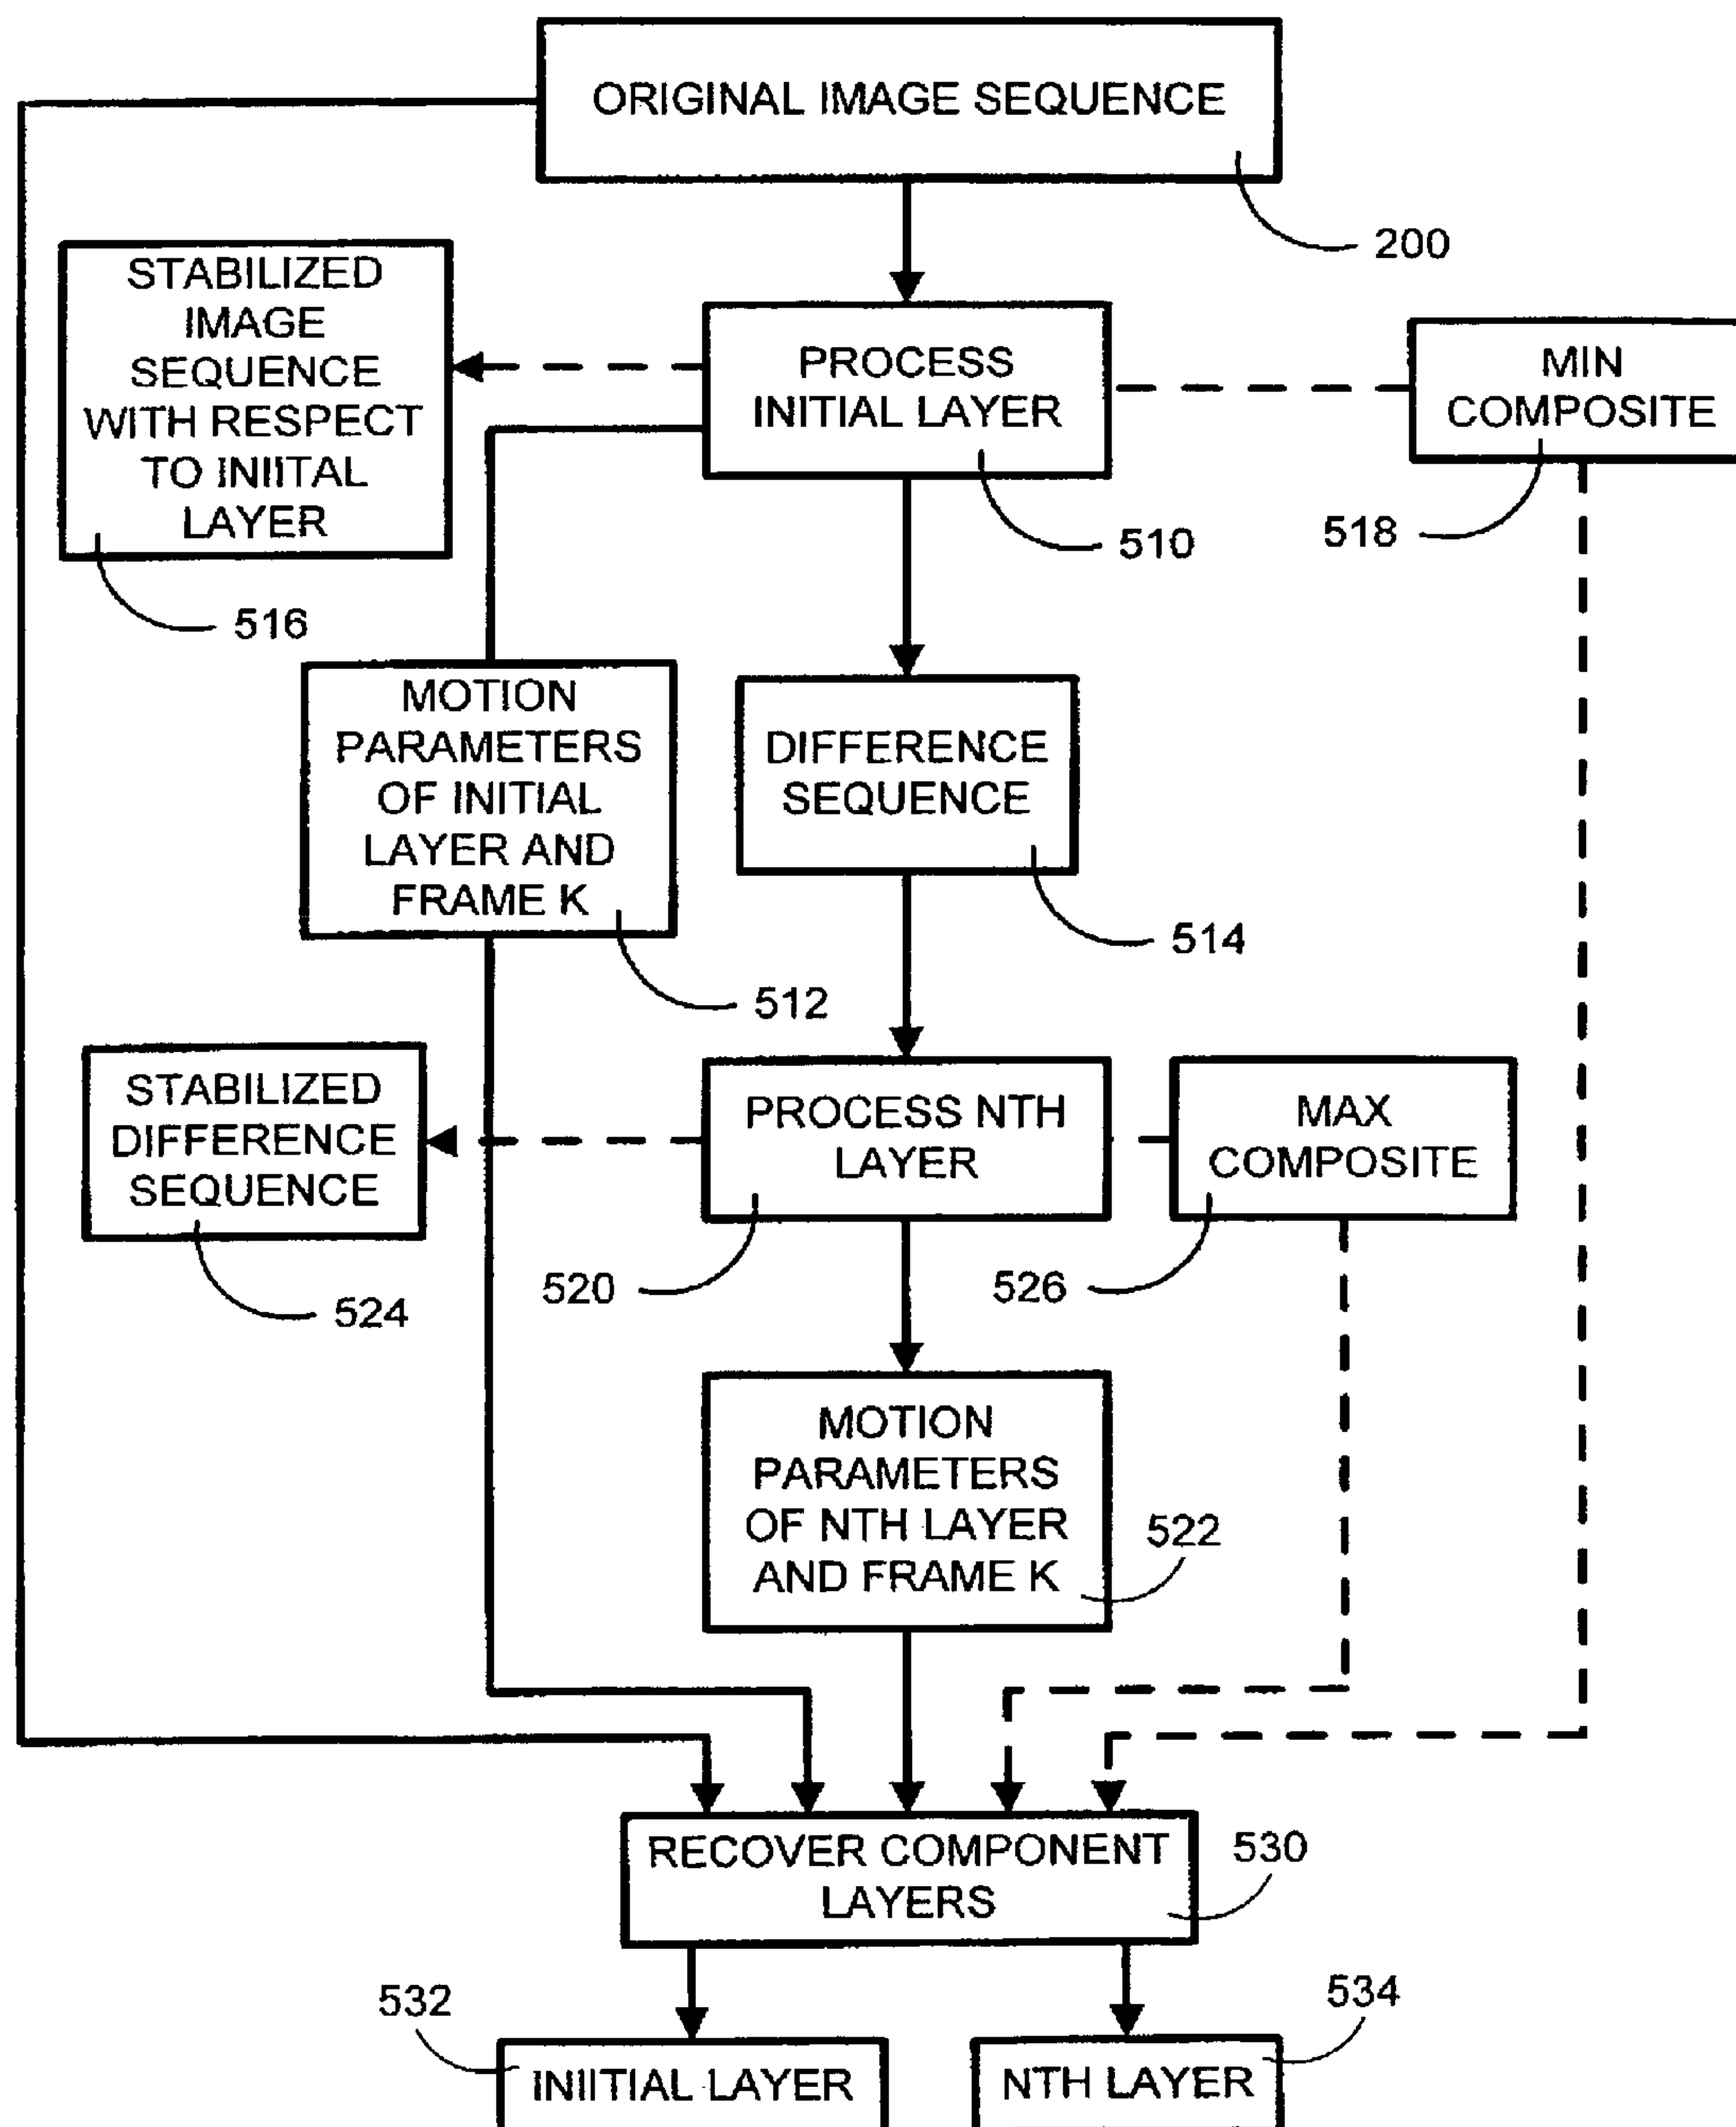 ORIGINAL IMAGE SEQUENCE
200
STABILIZED
IMAGE
SEQUENCE
WITH RESPECT
TO INIITAL
LAYER
516
PROCESS
INITIAL LAYER
510
MIN
COMPOSITE
518
MOTION
PARAMETERS
OF INITIAL
LAYER AND
FRAME K
512
DIFFERENCE
SEQUENCE
514
STABILIZED
DIFFERENCE
SEQUENCE
524
PROCESS NTH
LAYER
520
MAX
COMPOSITE
526
MOTION
PARAMETERS
OF NTH LAYER
AND FRAME K
522
RECOVER COMPONENT
LAYERS
530
532
INIITIAL LAYER
534
NTH LAYER